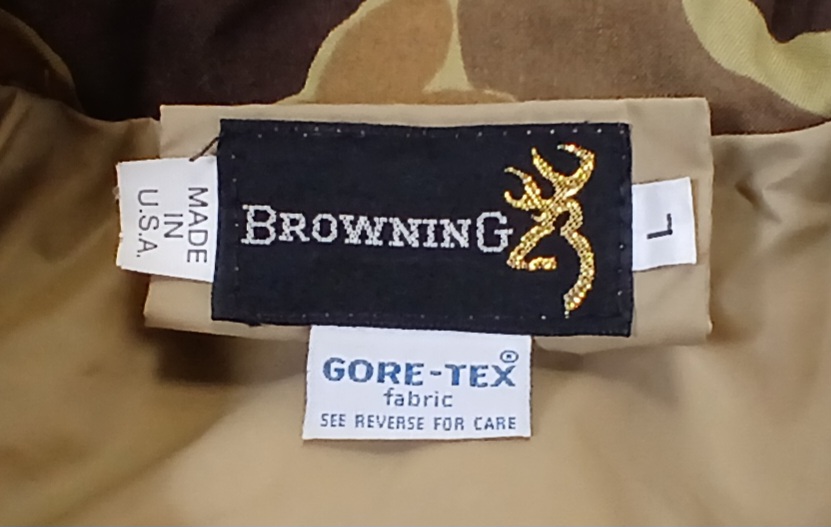 MADE
IN
U.S.A.
BROWNING
L
GORE-TEX®
fabric
SEE REVERSE FOR CARE